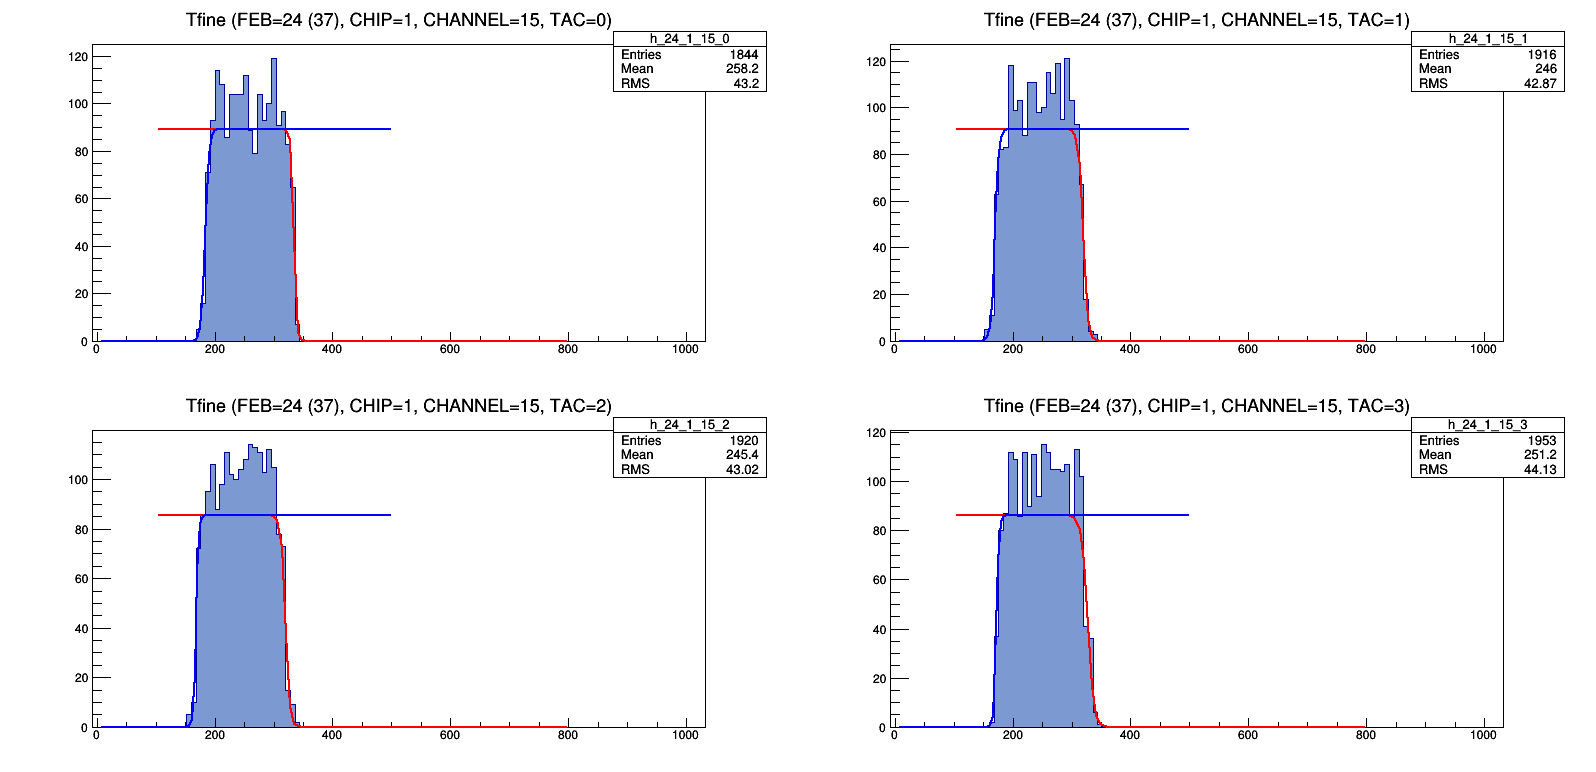 Tfine (FEB=24 (37), CHIP=1, CHANNEL=15, TAC=0)
h_24_1_15_0
Entries 1844
Mean 258.2
RMS 43.2
120
100
80
60
40
20
0
0 200 400 600 800 1000
Tfine (FEB=24 (37), CHIP=1, CHANNEL=15, TAC=1)
h_24_1_15_1
Entries 1916
Mean 246
RMS 42.87
120
100
80
60
40
20
0
0 200 400 600 800 1000
Tfine (FEB=24 (37), CHIP=1, CHANNEL=15, TAC=2)
h_24_1_15_2
Entries 1920
Mean 245.4
RMS 43.02
100
80
60
40
20
0
0 200 400 600 800 1000
Tfine (FEB=24 (37), CHIP=1, CHANNEL=15, TAC=3)
h_24_1_15_3
Entries 1953
Mean 251.2
RMS 44.13
120
100
80
60
40
20
0
0 200 400 600 800 1000